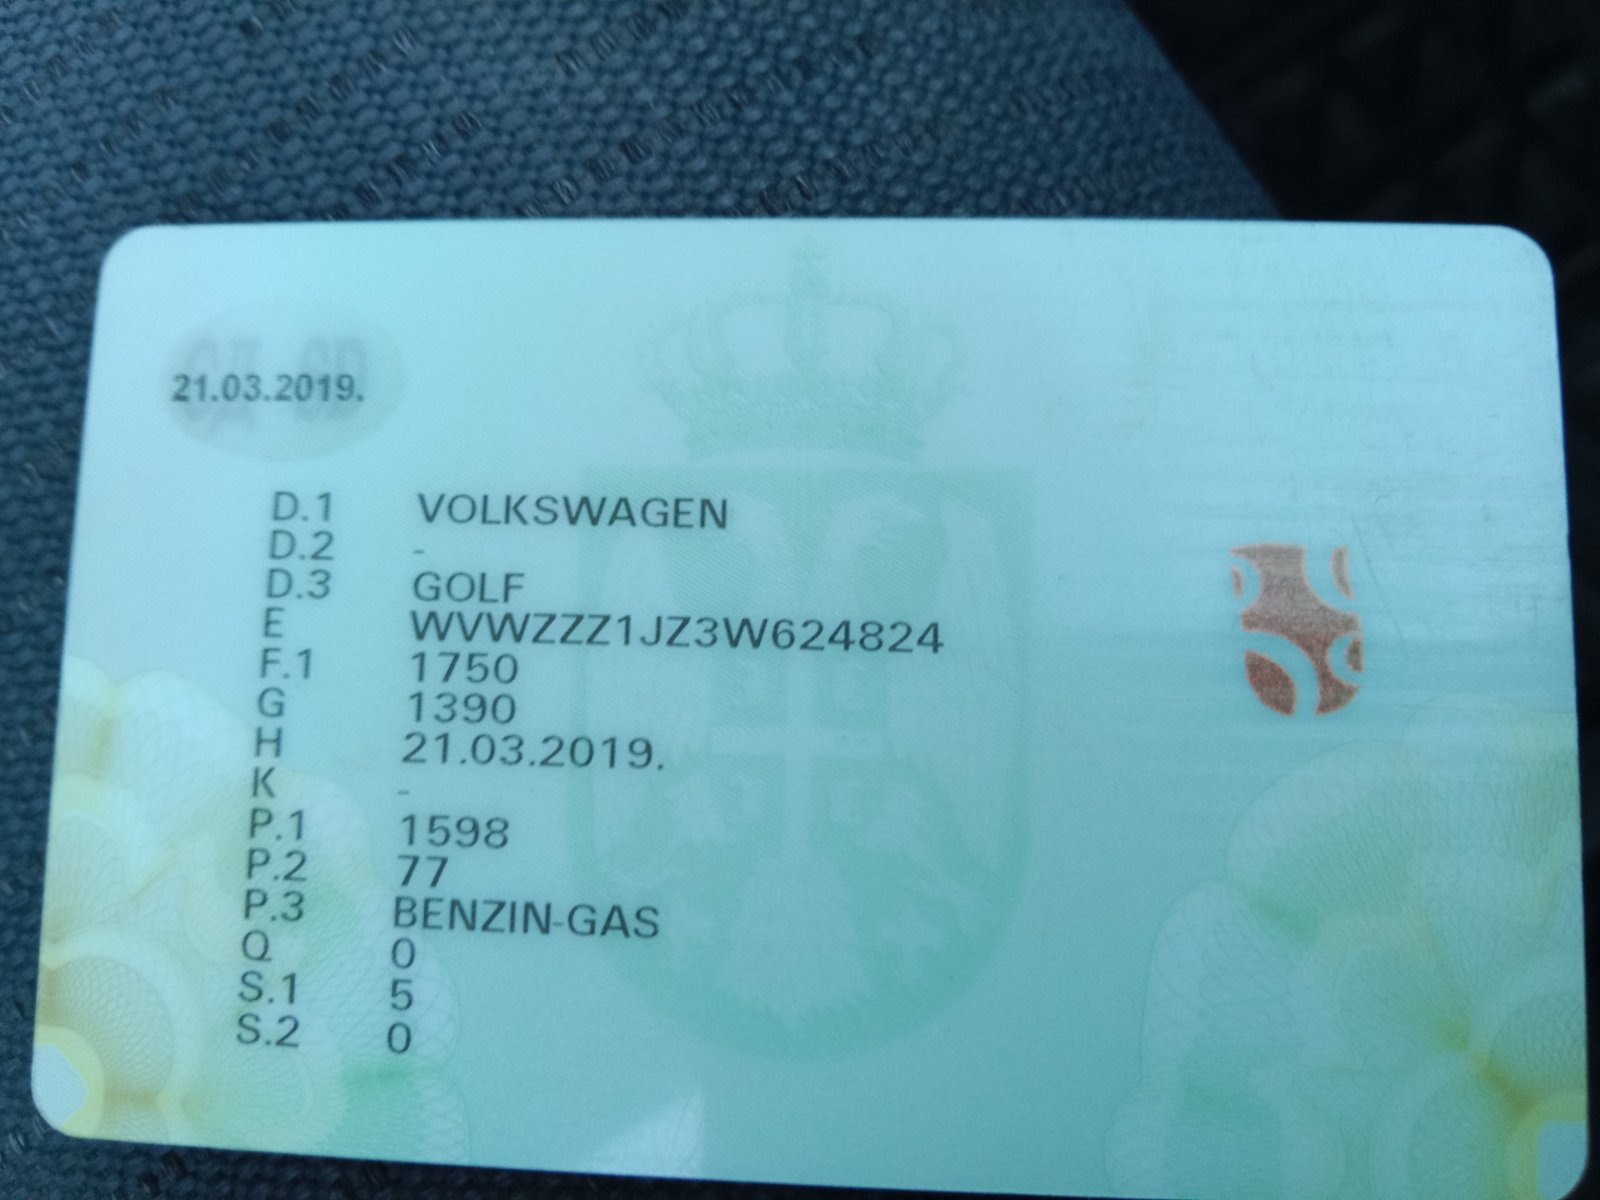 21.03.2019.
D.1 VOLKSWAGEN
D.2 -
D.3 GOLF
E WVWZZZ1JZ3W624824
F.1 1750
G 1390
H 21.03.2019.
K -
P.1 1598
P.2 77
P.3 BENZIN-GAS
Q 0
S.1 5
S.2 0